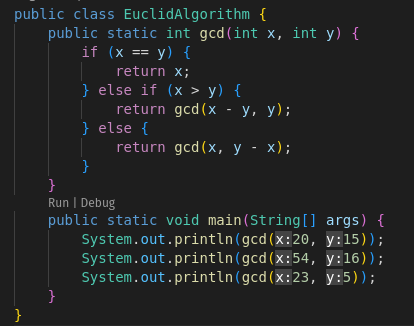 public class EuclidAlgorithm {
public static int gcd(int x, int y) {
if (x == y) {
return x;
} else if (x > y) {
return gcd(x - y, y);
} else {
return gcd(x, y - x);
}
}
Run | Debug
public static void main(String[] args) {
System.out.println(gcd(x:20, y:15));
System.out.println(gcd(x:54, y:16));
System.out.println(gcd(x:23, y:5));
}
}